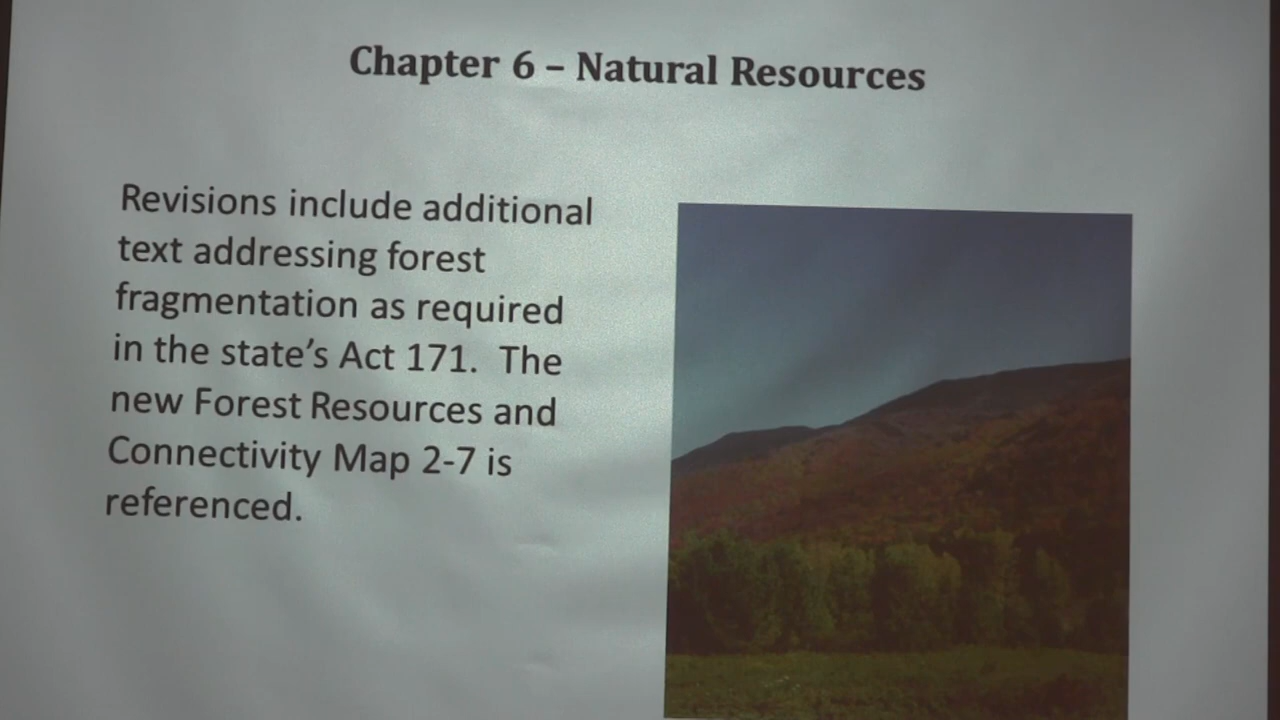 Chapter 6 – Natural Resources
Revisions include additional
text addressing forest
fragmentation as required
in the state’s Act 171.  The
new Forest Resources and
Connectivity Map 2-7 is
referenced.